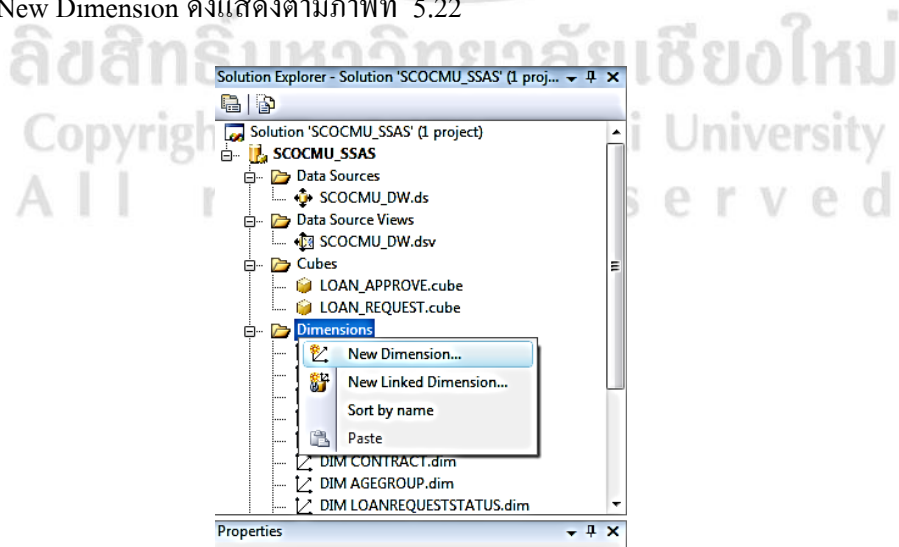 New Dimension ดังแสดงตามภาพที่ 5.22
ลิขสิทธิ์มหาวิทยาลัยเชียงใหม่
Solution Explorer - Solution 'SCOCMU_SSAS' (1 proj...
Solution 'SCOCMU_SSAS' (1 project)
SCOCMU_SSAS
Data Sources
SCOCMU_DW.ds
Data Source Views
SCOCMU_DW.dsv
Cubes
LOAN_APPROVE.cube
LOAN_REQUEST.cube
Dimensions
New Dimension...
New Linked Dimension...
Sort by name
Paste
DIM CONTRACT.dim
DIM AGEGROUP.dim
DIM LOANREQUESTSTATUS.dim
Properties
University
All